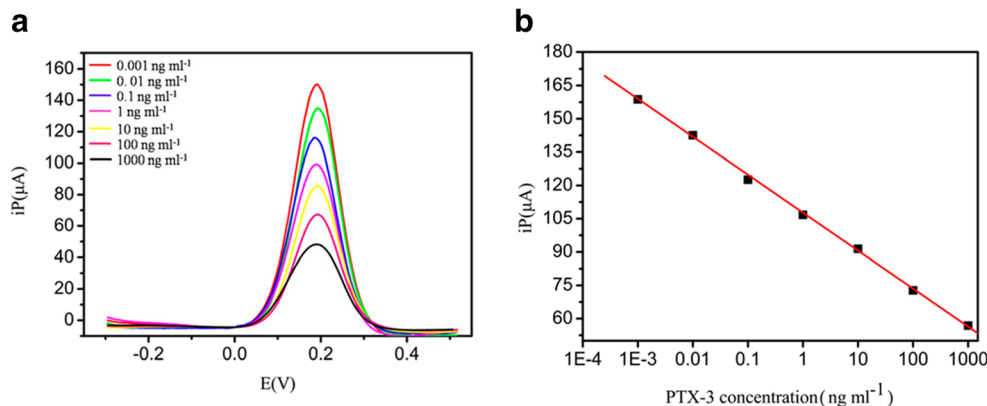 a
160
140
120
100
80
60
40
20
0
iP(μA)
0.001 ng ml⁻¹
0. 01 ng ml⁻¹
0.1 ng ml⁻¹
1 ng ml⁻¹
10 ng ml⁻¹
100 ng ml⁻¹
1000 ng ml⁻¹
-0.2 0.0 0.2 0.4
E(V)
b
180
165
150
135
120
105
90
75
60
iP(μA)
1E-4 1E-3 0.01 0.1 1 10 100 1000
PTX-3 concentration( ng ml⁻¹)